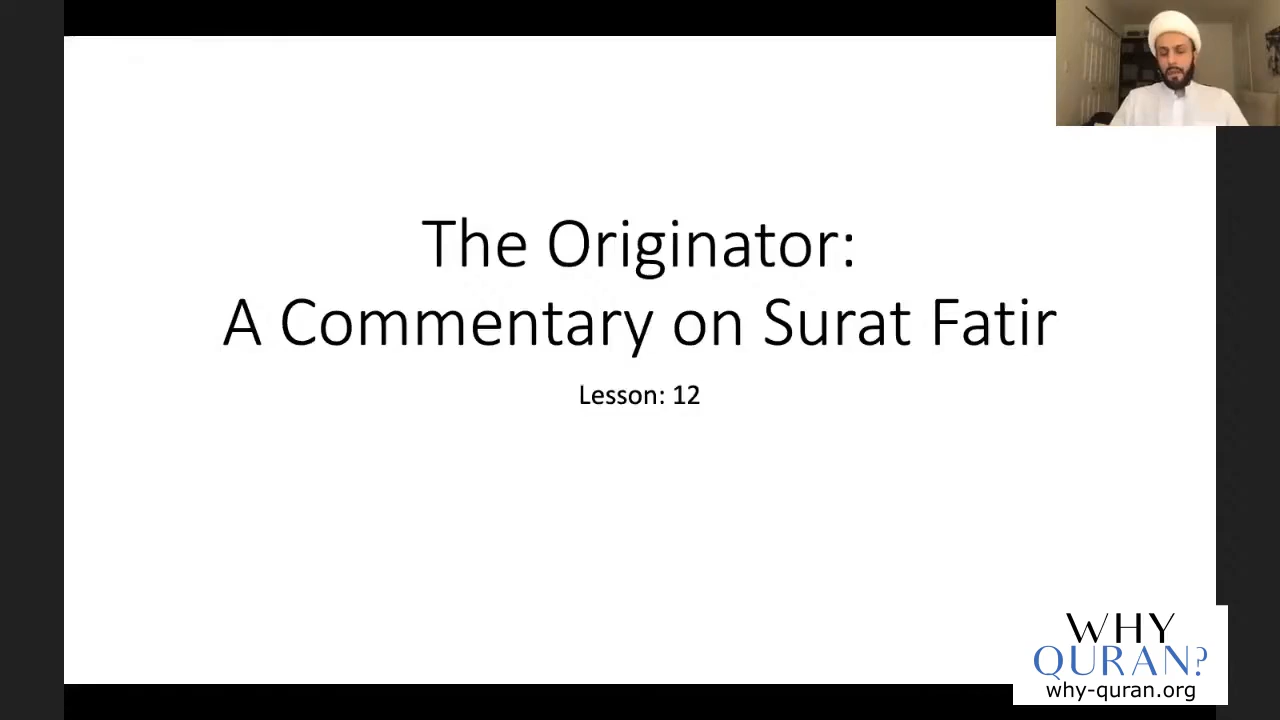 The Originator:
A Commentary on Surat Fatir
Lesson: 12
WHY
QURAN?
why-quran.org